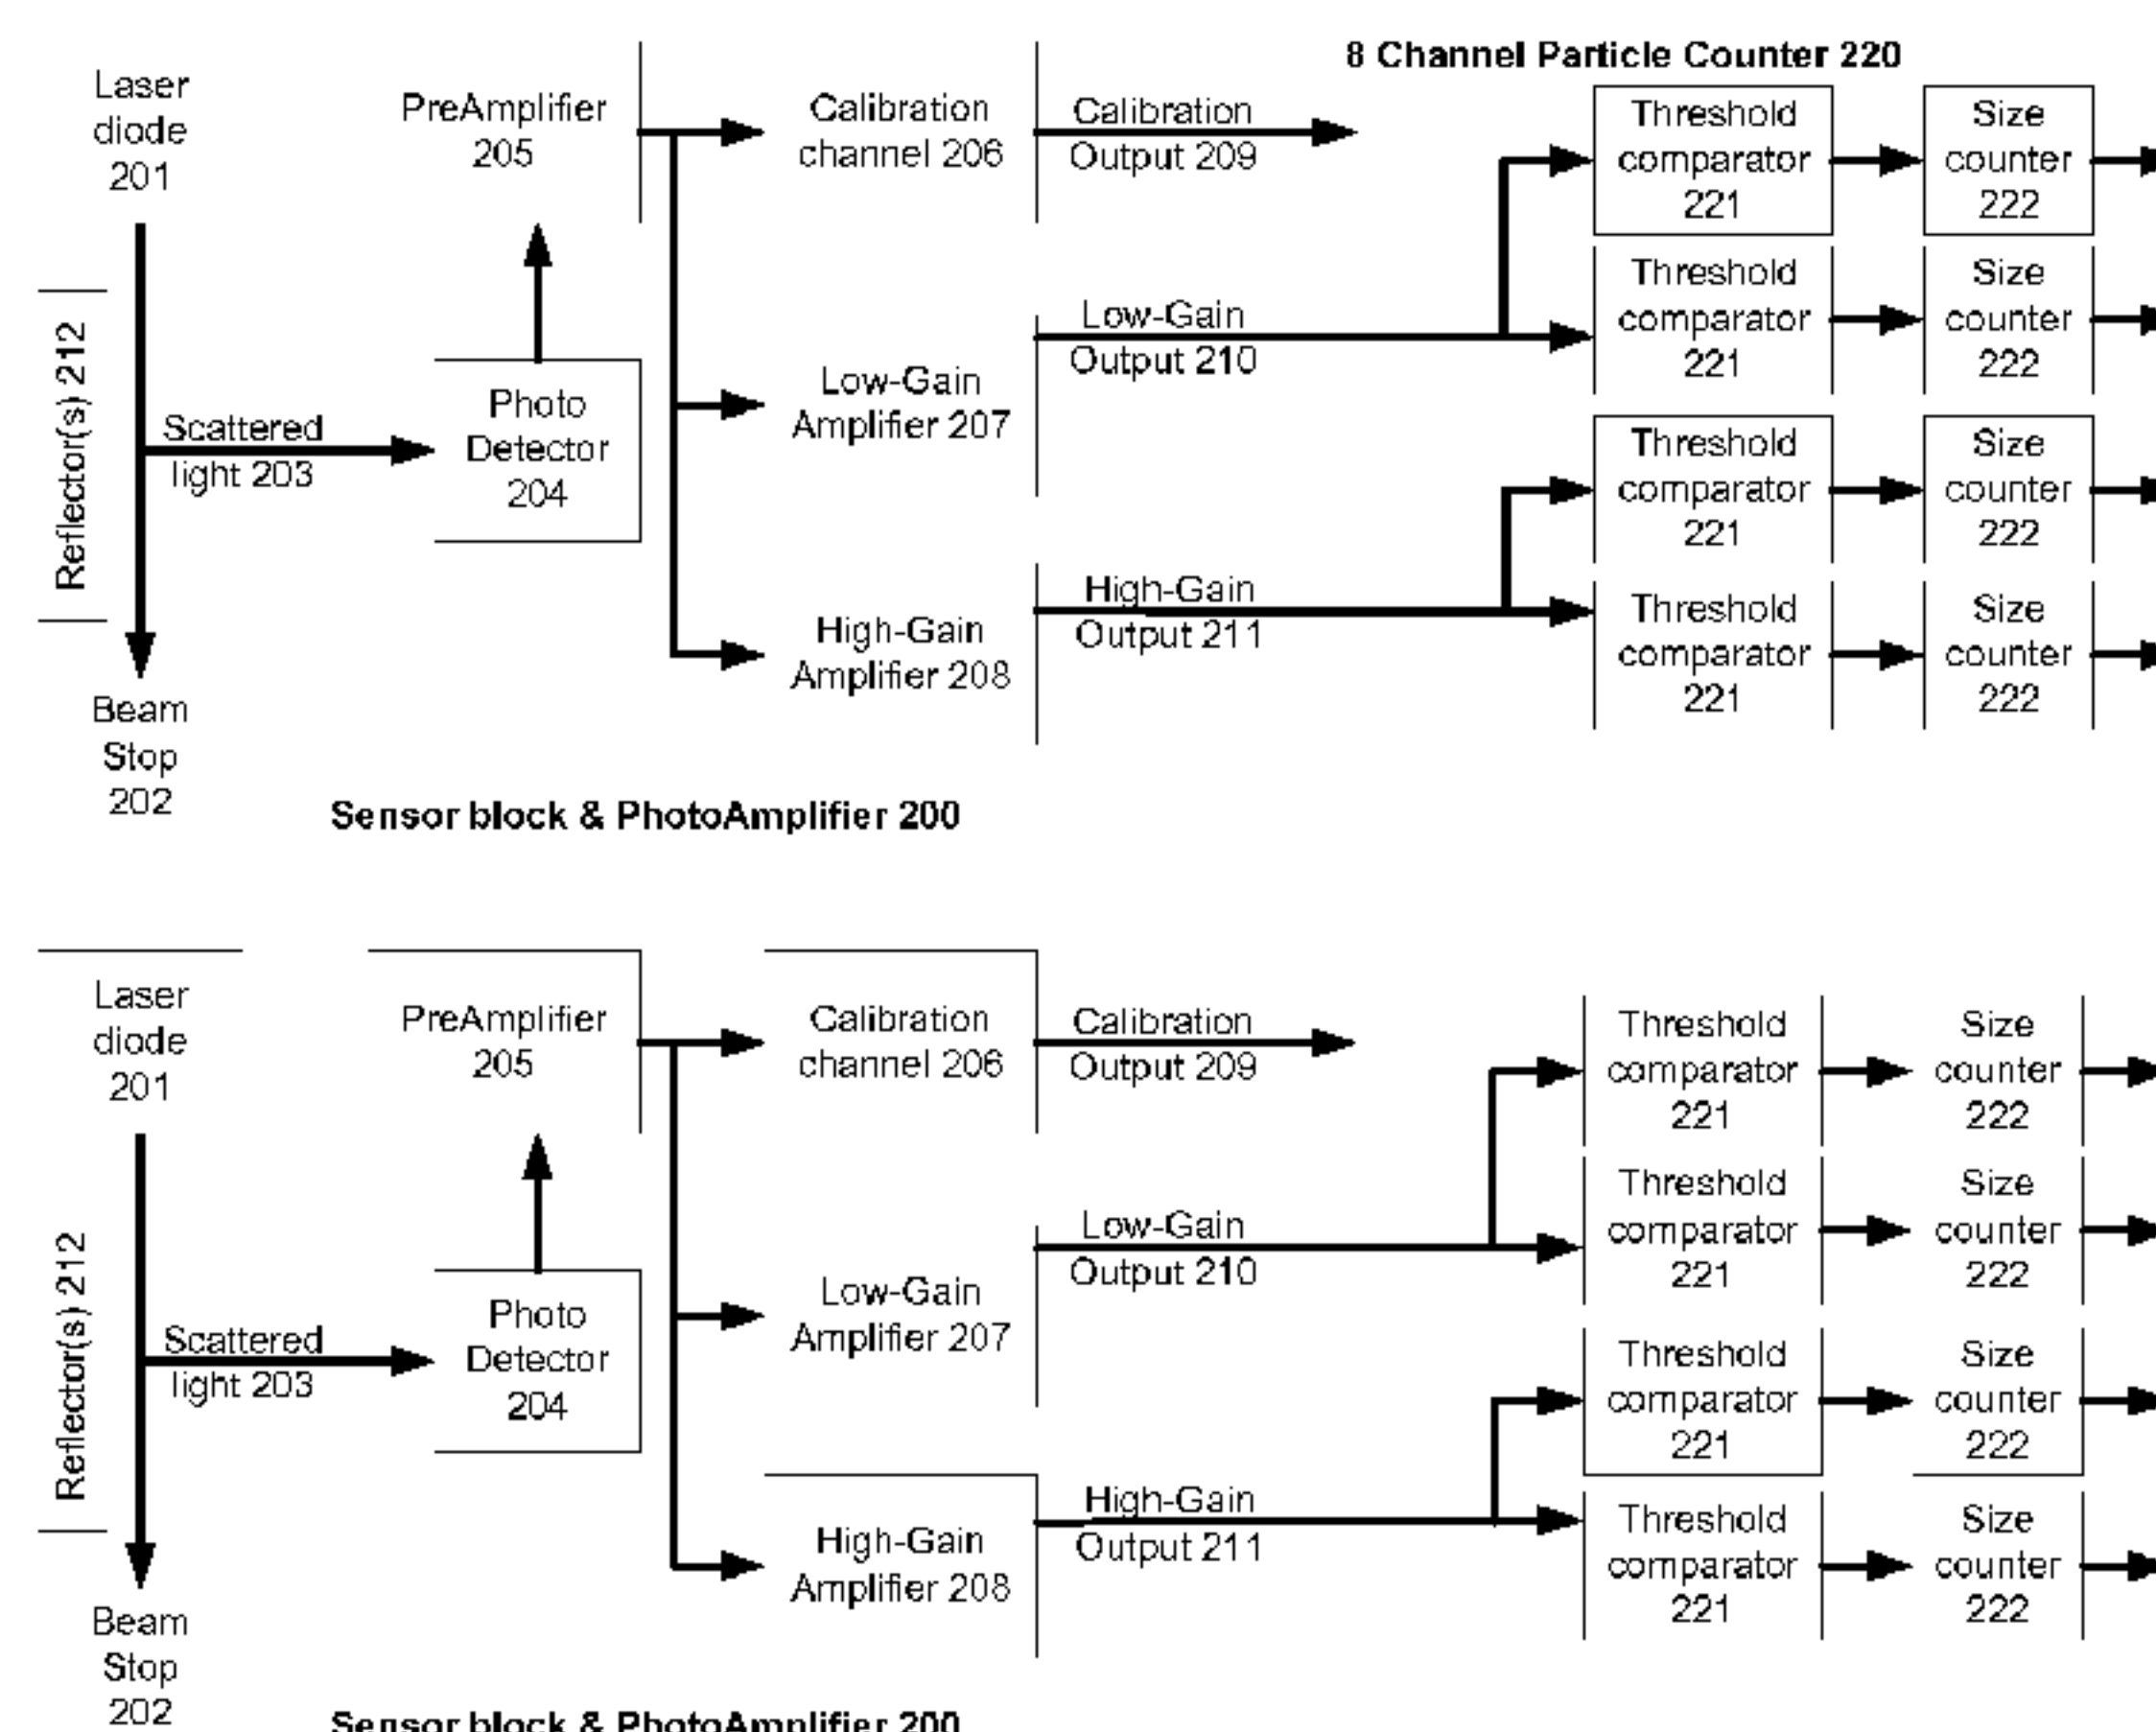 8 Channel Particle Counter 220
Laser
diode
201
PreAmplifier
205
Calibration
channel 206
Calibration
Output 209
Threshold
comparator
221
Size
counter
222
Reflector(s) 212
Scattered
light 203
Photo
Detector
204
Low-Gain
Amplifier 207
Low-Gain
Output 210
Threshold
comparator
221
Size
counter
222
Threshold
comparator
221
Size
counter
222
High-Gain
Amplifier 208
High-Gain
Output 211
Threshold
comparator
221
Size
counter
222
Beam
Stop
202
Sensor block & PhotoAmplifier 200
Laser
diode
201
PreAmplifier
205
Calibration
channel 206
Calibration
Output 209
Threshold
comparator
221
Size
counter
222
Reflector(s) 212
Scattered
light 203
Photo
Detector
204
Low-Gain
Amplifier 207
Low-Gain
Output 210
Threshold
comparator
221
Size
counter
222
Threshold
comparator
221
Size
counter
222
High-Gain
Amplifier 208
High-Gain
Output 211
Threshold
comparator
221
Size
counter
222
Beam
Stop
202
Sensor block & PhotoAmplifier 200